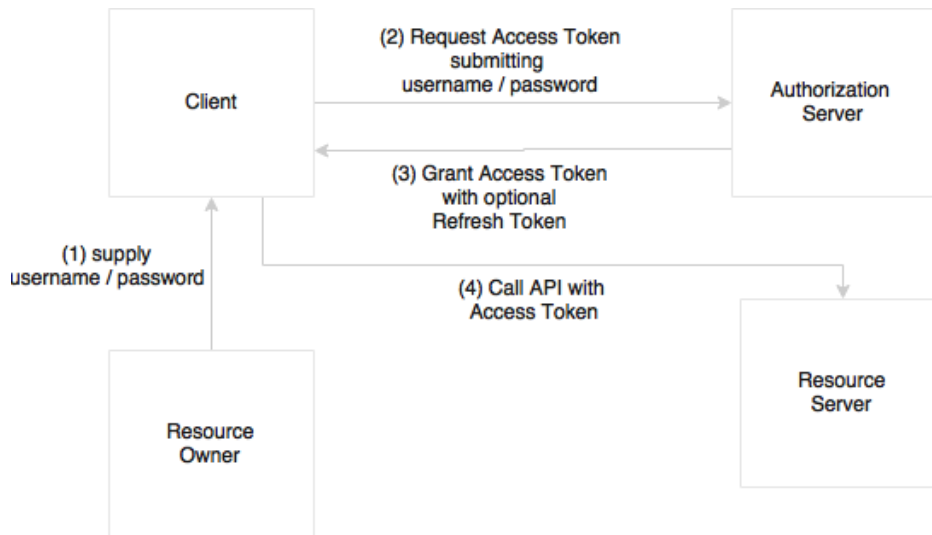 (2) Request Access Token
submitting
username / password
Client
Authorization
Server
(3) Grant Access Token
with optional
Refresh Token
(1) supply
username / password
(4) Call API with
Access Token
Resource
Server
Resource
Owner